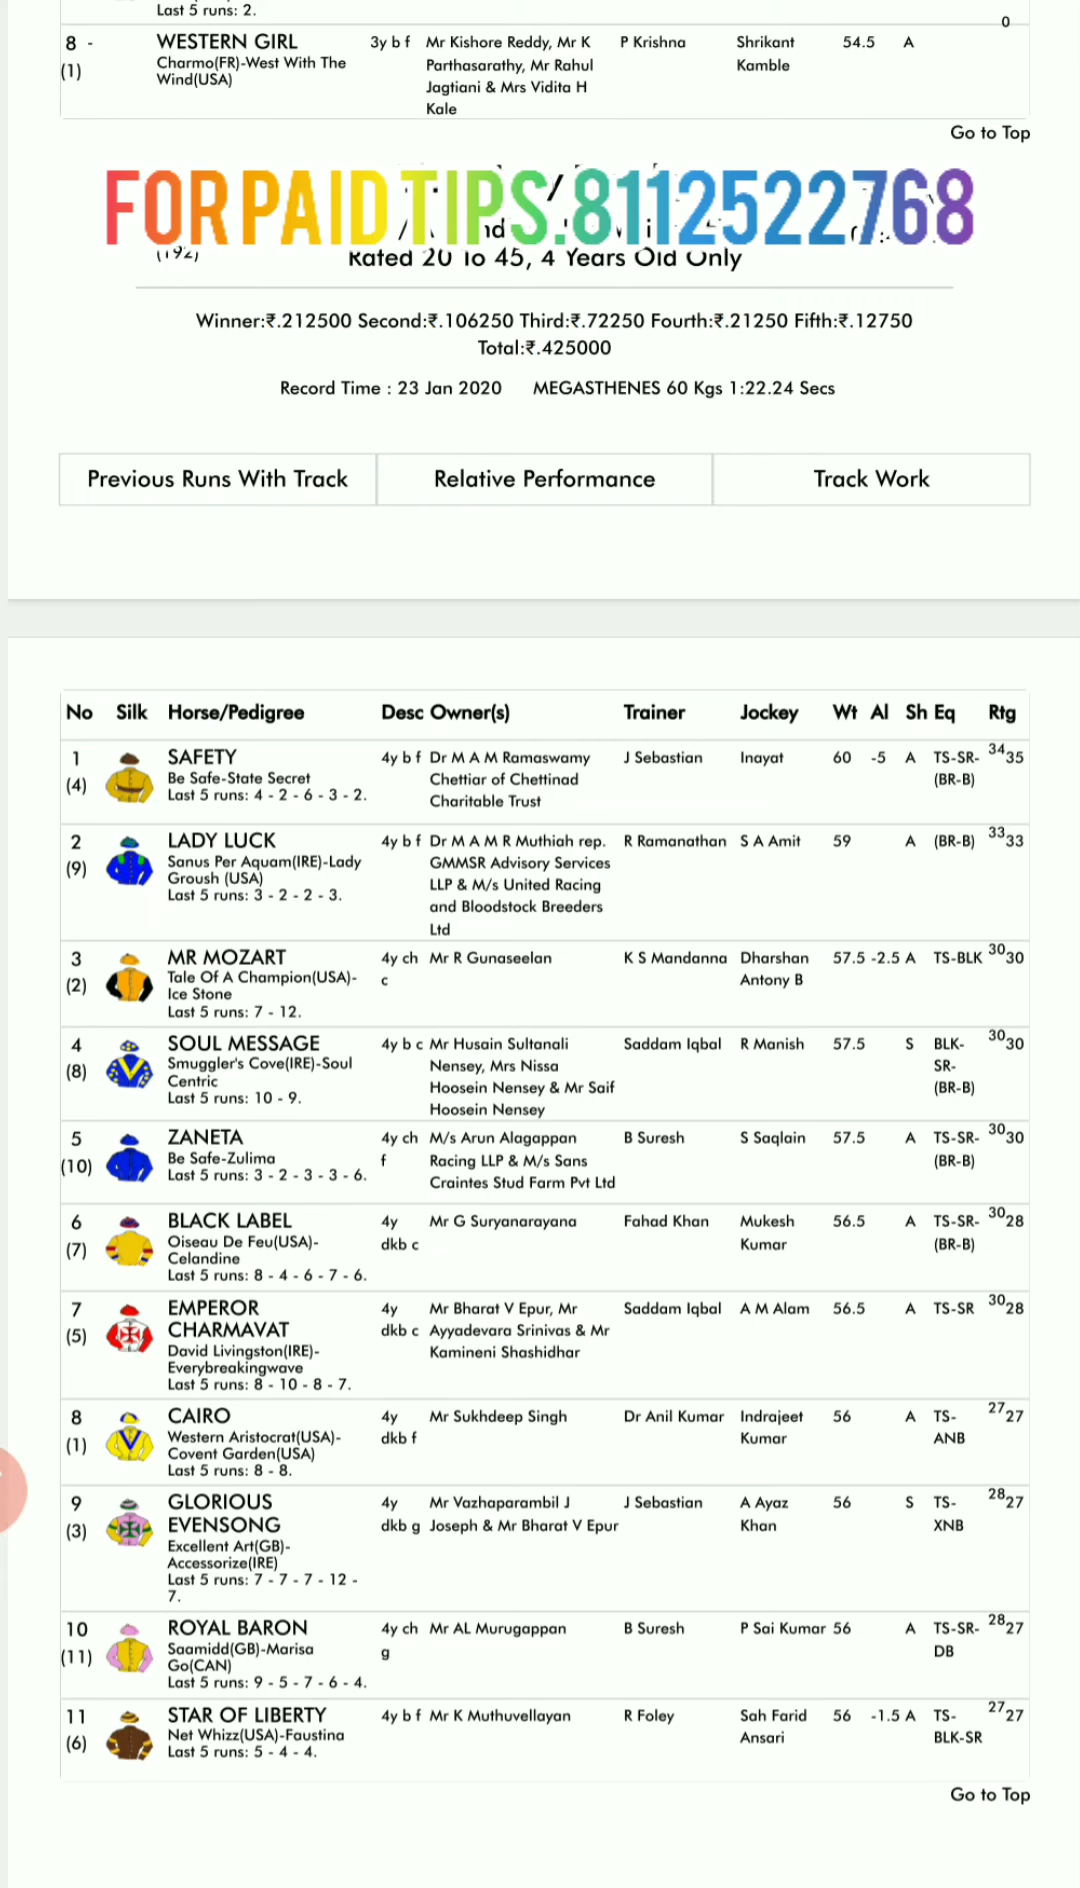 Last 5 runs: 2.
0
8 - WESTERN GIRL 3y b f Mr Kishore Reddy, Mr K P Krishna Shrikant 54.5 A
(1) Charmo(FR)-West With The Parthasarathy, Mr Rahul Kamble
Wind(USA) Jagtiani & Mrs Vidita H
Kale
Go to Top
FOR PAID TIPS.8112522768
(192) Rated 20 To 45, 4 Years Old Only
Winner:₹.212500 Second:₹.106250 Third:₹.72250 Fourth:₹.21250 Fifth:₹.12750
Total:₹.425000
Record Time : 23 Jan 2020 MEGASTHENES 60 Kgs 1:22.24 Secs
Previous Runs With Track Relative Performance Track Work
No Silk Horse/Pedigree Desc Owner(s) Trainer Jockey Wt Al Sh Eq Rtg
1 SAFETY 4y b f Dr M A M Ramaswamy J Sebastian Inayat 60 -5 A TS-SR- 34 35
(4) Be Safe-State Secret Chettiar of Chettinad (BR-B)
Last 5 runs: 4 - 2 - 6 - 3 - 2. Charitable Trust
2 LADY LUCK 4y b f Dr M A M R Muthiah rep. R Ramanathan S A Amit 59 A (BR-B) 33 33
(9) Sanus Per Aquam(IRE)-Lady GMMSR Advisory Services
Groush (USA) LLP & M/s United Racing
Last 5 runs: 3 - 2 - 2 - 3. and Bloodstock Breeders
Ltd
3 MR MOZART 4y ch Mr R Gunaseelan K S Mandanna Dharshan 57.5 -2.5 A TS-BLK 30 30
(2) Tale Of A Champion(USA)- c Antony B
Ice Stone
Last 5 runs: 7 - 12.
4 SOUL MESSAGE 4y b c Mr Husain Sultanali Saddam Iqbal R Manish 57.5 S BLK- 30 30
(8) Smuggler's Cove(IRE)-Soul Nensey, Mrs Nissa SR-
Centric Hoosein Nensey & Mr Saif (BR-B)
Last 5 runs: 10 - 9. Hoosein Nensey
5 ZANETA 4y ch M/s Arun Alagappan B Suresh S Saqlain 57.5 A TS-SR- 30 30
(10) Be Safe-Zulima f Racing LLP & M/s Sans (BR-B)
Last 5 runs: 3 - 2 - 3 - 3 - 6. Craintes Stud Farm Pvt Ltd
6 BLACK LABEL 4y Mr G Suryanarayana Fahad Khan Mukesh 56.5 A TS-SR- 30 28
(7) Oiseau De Feu(USA)- dkb c Kumar (BR-B)
Celandine
Last 5 runs: 8 - 4 - 6 - 7 - 6.
7 EMPEROR 4y Mr Bharat V Epur, Mr Saddam Iqbal A M Alam 56.5 A TS-SR 30 28
(5) CHARMAVAT dkb c Ayyadevara Srinivas & Mr
David Livingston(IRE)- Kamineni Shashidhar
Everybreakingwave
Last 5 runs: 8 - 10 - 8 - 7.
8 CAIRO 4y Mr Sukhdeep Singh Dr Anil Kumar Indrajeet 56 A TS- 27 27
(1) Western Aristocrat(USA)- dkb f Kumar ANB
Covent Garden(USA)
Last 5 runs: 8 - 8.
9 GLORIOUS 4y Mr Vazhaparambil J J Sebastian A Ayaz 56 S TS- 28 27
(3) EVENSONG dkb g Joseph & Mr Bharat V Epur Khan XNB
Excellent Art(GB)-
Accessorize(IRE)
Last 5 runs: 7 - 7 - 7 - 12 -
7.
10 ROYAL BARON 4y ch Mr AL Murugappan B Suresh P Sai Kumar 56 A TS-SR- 28 27
(11) Saamidd(GB)-Marisa g DB
Go(CAN)
Last 5 runs: 9 - 5 - 7 - 6 - 4.
11 STAR OF LIBERTY 4y b f Mr K Muthuvellayan R Foley Sah Farid 56 -1.5 A TS- 27 27
(6) Net Whizz(USA)-Faustina Ansari BLK-SR
Last 5 runs: 5 - 4 - 4.
Go to Top